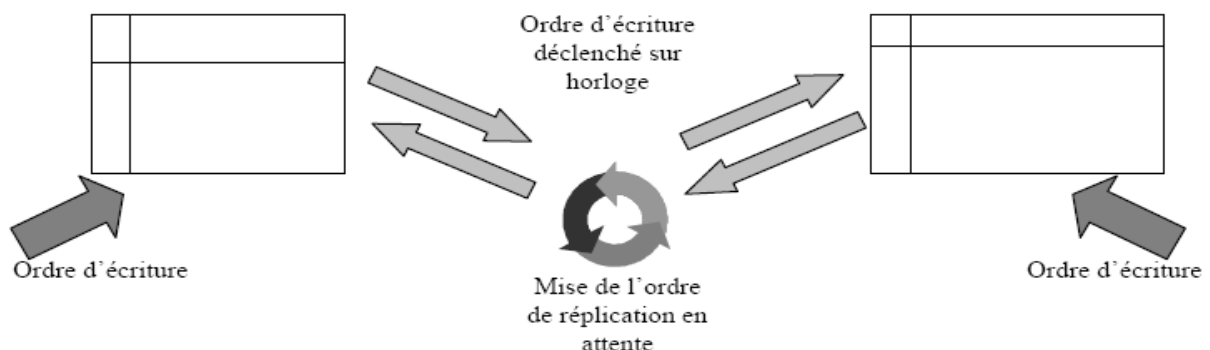 Ordre d'écriture
déclenché sur
horloge
Ordre d'écriture
Ordre d'écriture
Mise de l'ordre
de réplication en
attente